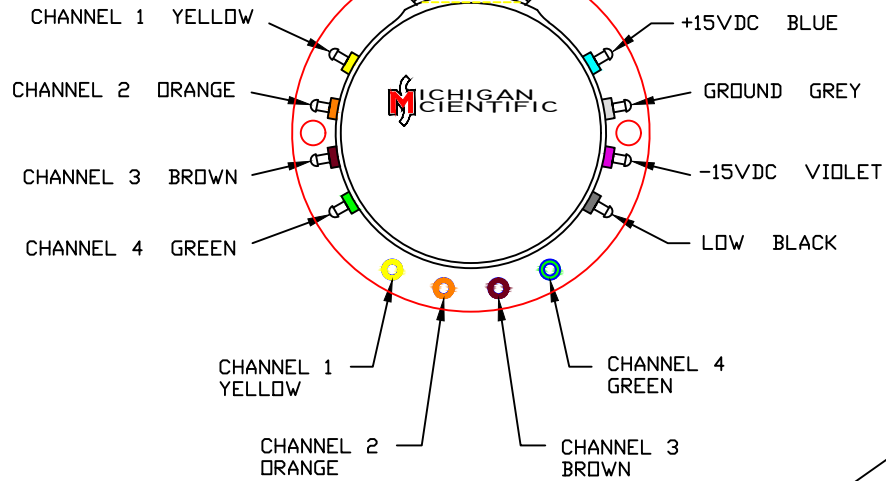 CHANNEL 1 YELLOW
+15VDC BLUE
CHANNEL 2 ORANGE
GROUND GREY
MICHIGAN
SCIENTIFIC
CHANNEL 3 BROWN
-15VDC VIOLET
CHANNEL 4 GREEN
LOW BLACK
CHANNEL 1
YELLOW
CHANNEL 4
GREEN
CHANNEL 2
ORANGE
CHANNEL 3
BROWN